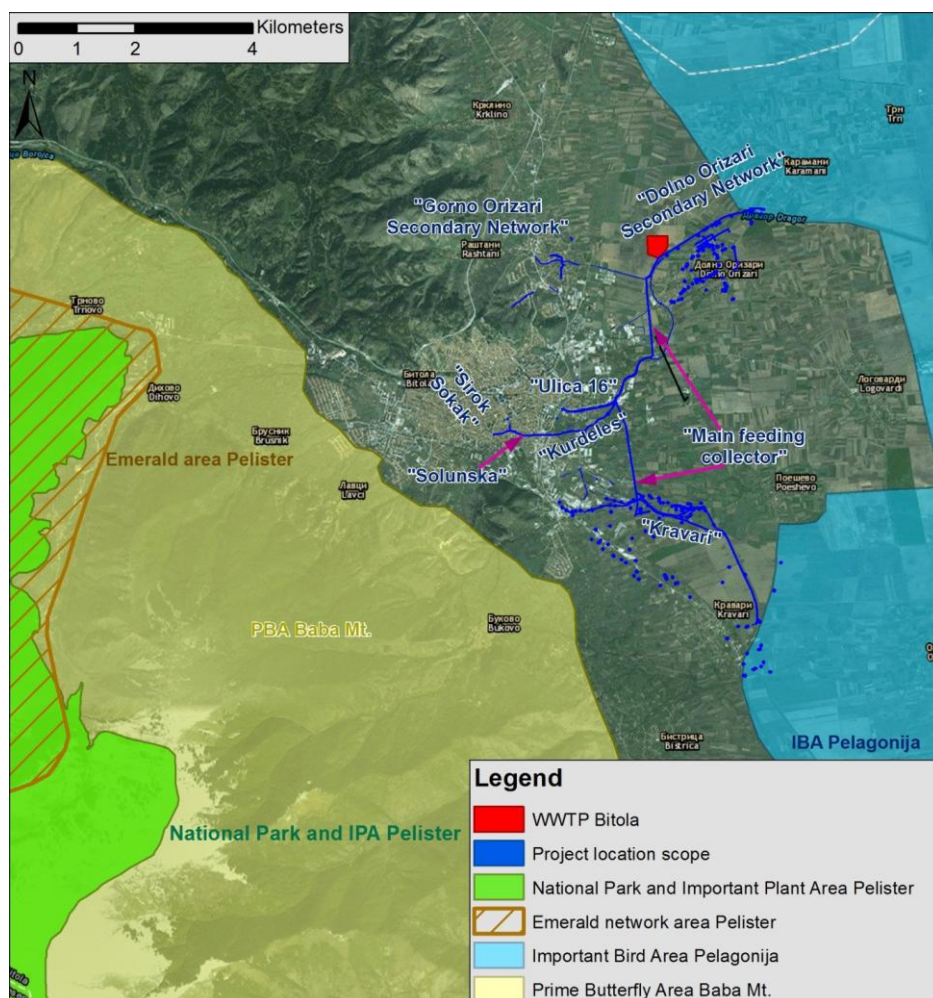 Kilometers
0 1 2 4
N
Крклино
Krklino
Трн
Trn
Карамани
Karamani
"Dolno Orizari
Secondary Network"
"Gorno Orizari
Secondary Network"
Раштани
Rashtani
Dragor
Долно Оризари
Dolno Orizari
Трново
Trnovo
Битола
Bitola
"Sirok
Sokak"
"Ulica 16"
Логоварди
Logovardi
Дихово
Dihovo
Брусник
Brusnik
Emerald area Pelister
"Kurdeles"
"Main feeding
collector"
"Solunska"
Лавци
Lavci
Поешево
Poeshevo
"Kravari"
Кравари
Kravari
PBA Baba Mt.
Буково
Bukovo
Бистрица
Bistrica
IBA Pelagonija
National Park and IPA Pelister
Legend
WWTP Bitola
Project location scope
National Park and Important Plant Area Pelister
Emerald network area Pelister
Important Bird Area Pelagonija
Prime Butterfly Area Baba Mt.